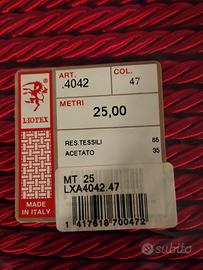 LIOTEX
MADE
IN ITALY
ART.
.4042
COL.
47
METRI
25,00
RES.TESSILI 65
ACETATO 35
MT 25
LXA4042.47
1 417618 700472
subito